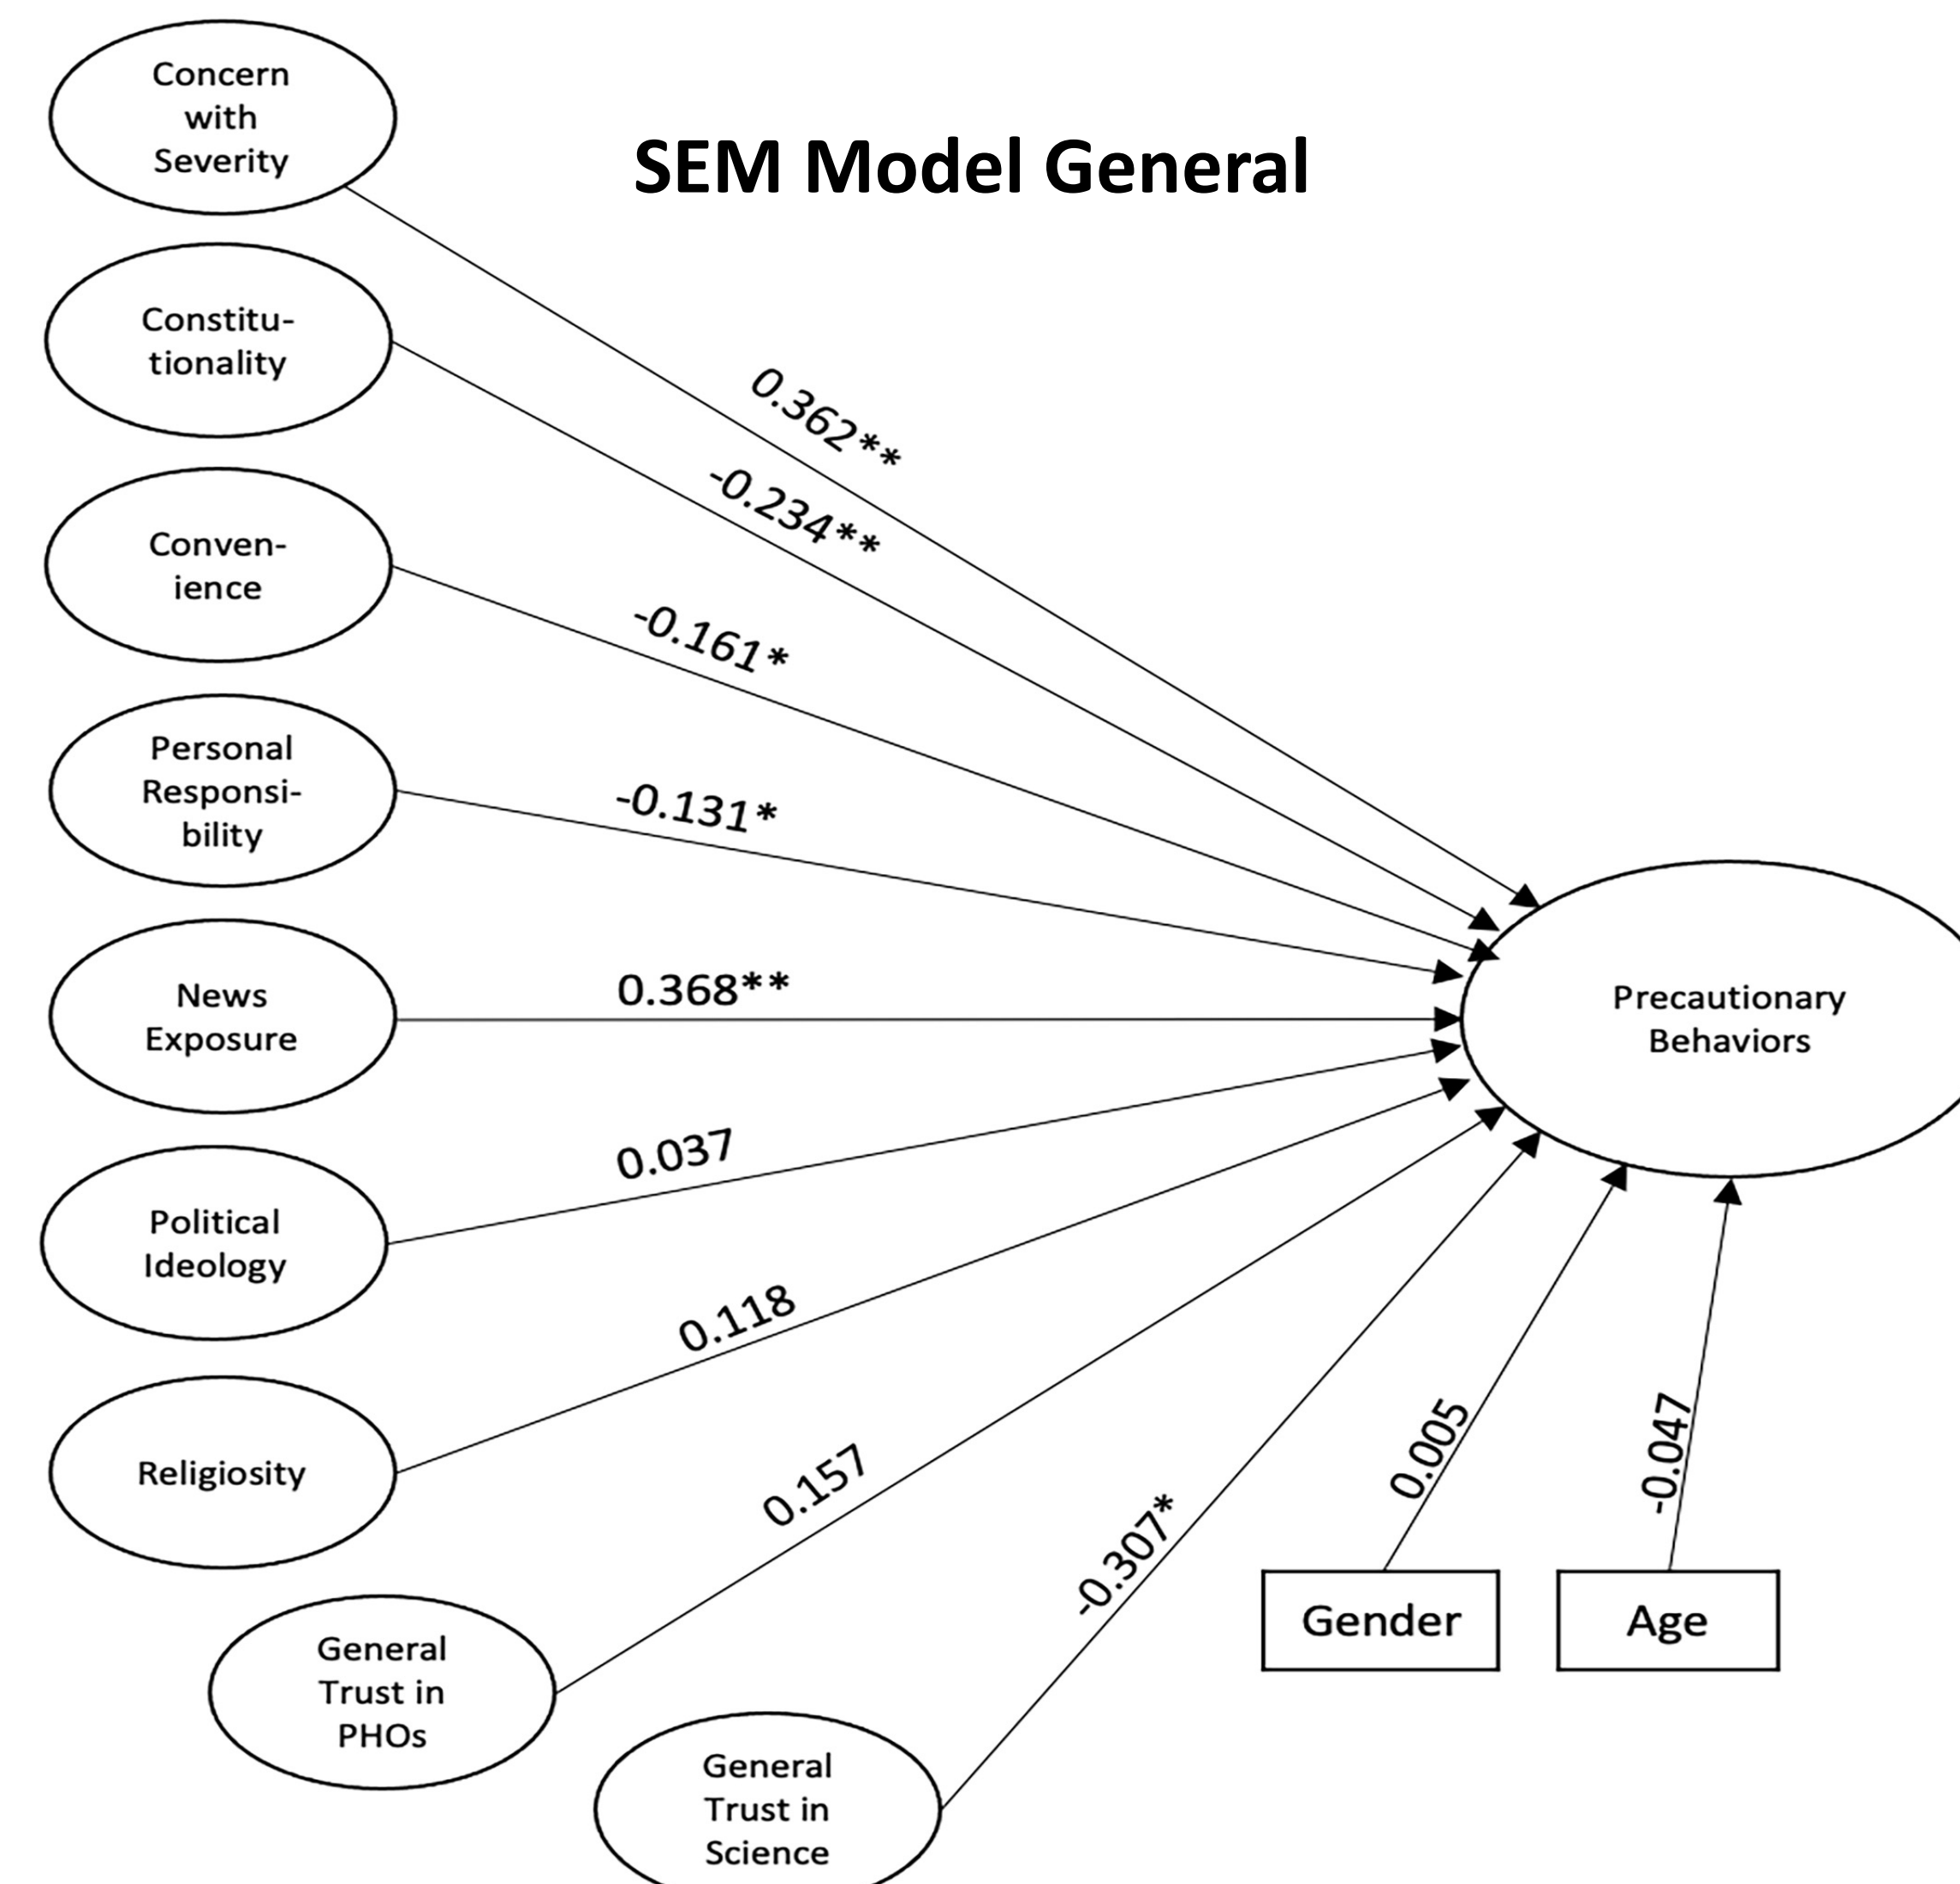 Concern
with
Severity
SEM Model General
Constitu-
tionality
Conven-
ience
Personal
Responsi-
bility
News
Exposure
Political
Ideology
Religiosity
General
Trust in
PHOs
General
Trust in
Science
0.362**
-0.234**
-0.161*
-0.131*
0.368**
0.037
0.118
0.157
-0.307*
0.005
-0.047
Gender
Age
Precautionary
Behaviors